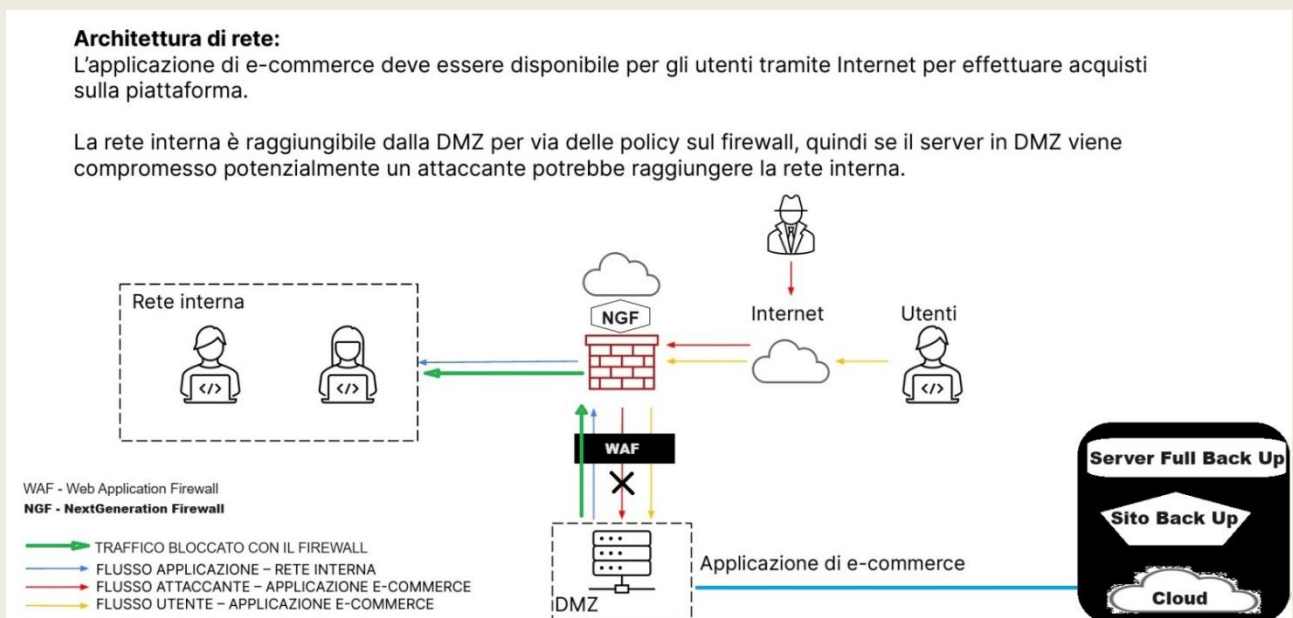 Architettura di rete:
L'applicazione di e-commerce deve essere disponibile per gli utenti tramite Internet per effettuare acquisti
sulla piattaforma.
La rete interna è raggiungibile dalla DMZ per via delle policy sul firewall, quindi se il server in DMZ viene
compromesso potenzialmente un attaccante potrebbe raggiungere la rete interna.
Rete interna
NGF
Internet
Utenti
WAF
Server Full Back Up
Sito Back Up
Cloud
WAF - Web Application Firewall
NGF - NextGeneration Firewall
TRAFFICO BLOCCATO CON IL FIREWALL
FLUSSO APPLICAZIONE – RETE INTERNA
FLUSSO ATTACCANTE – APPLICAZIONE E-COMMERCE
FLUSSO UTENTE – APPLICAZIONE E-COMMERCE
DMZ
Applicazione di e-commerce